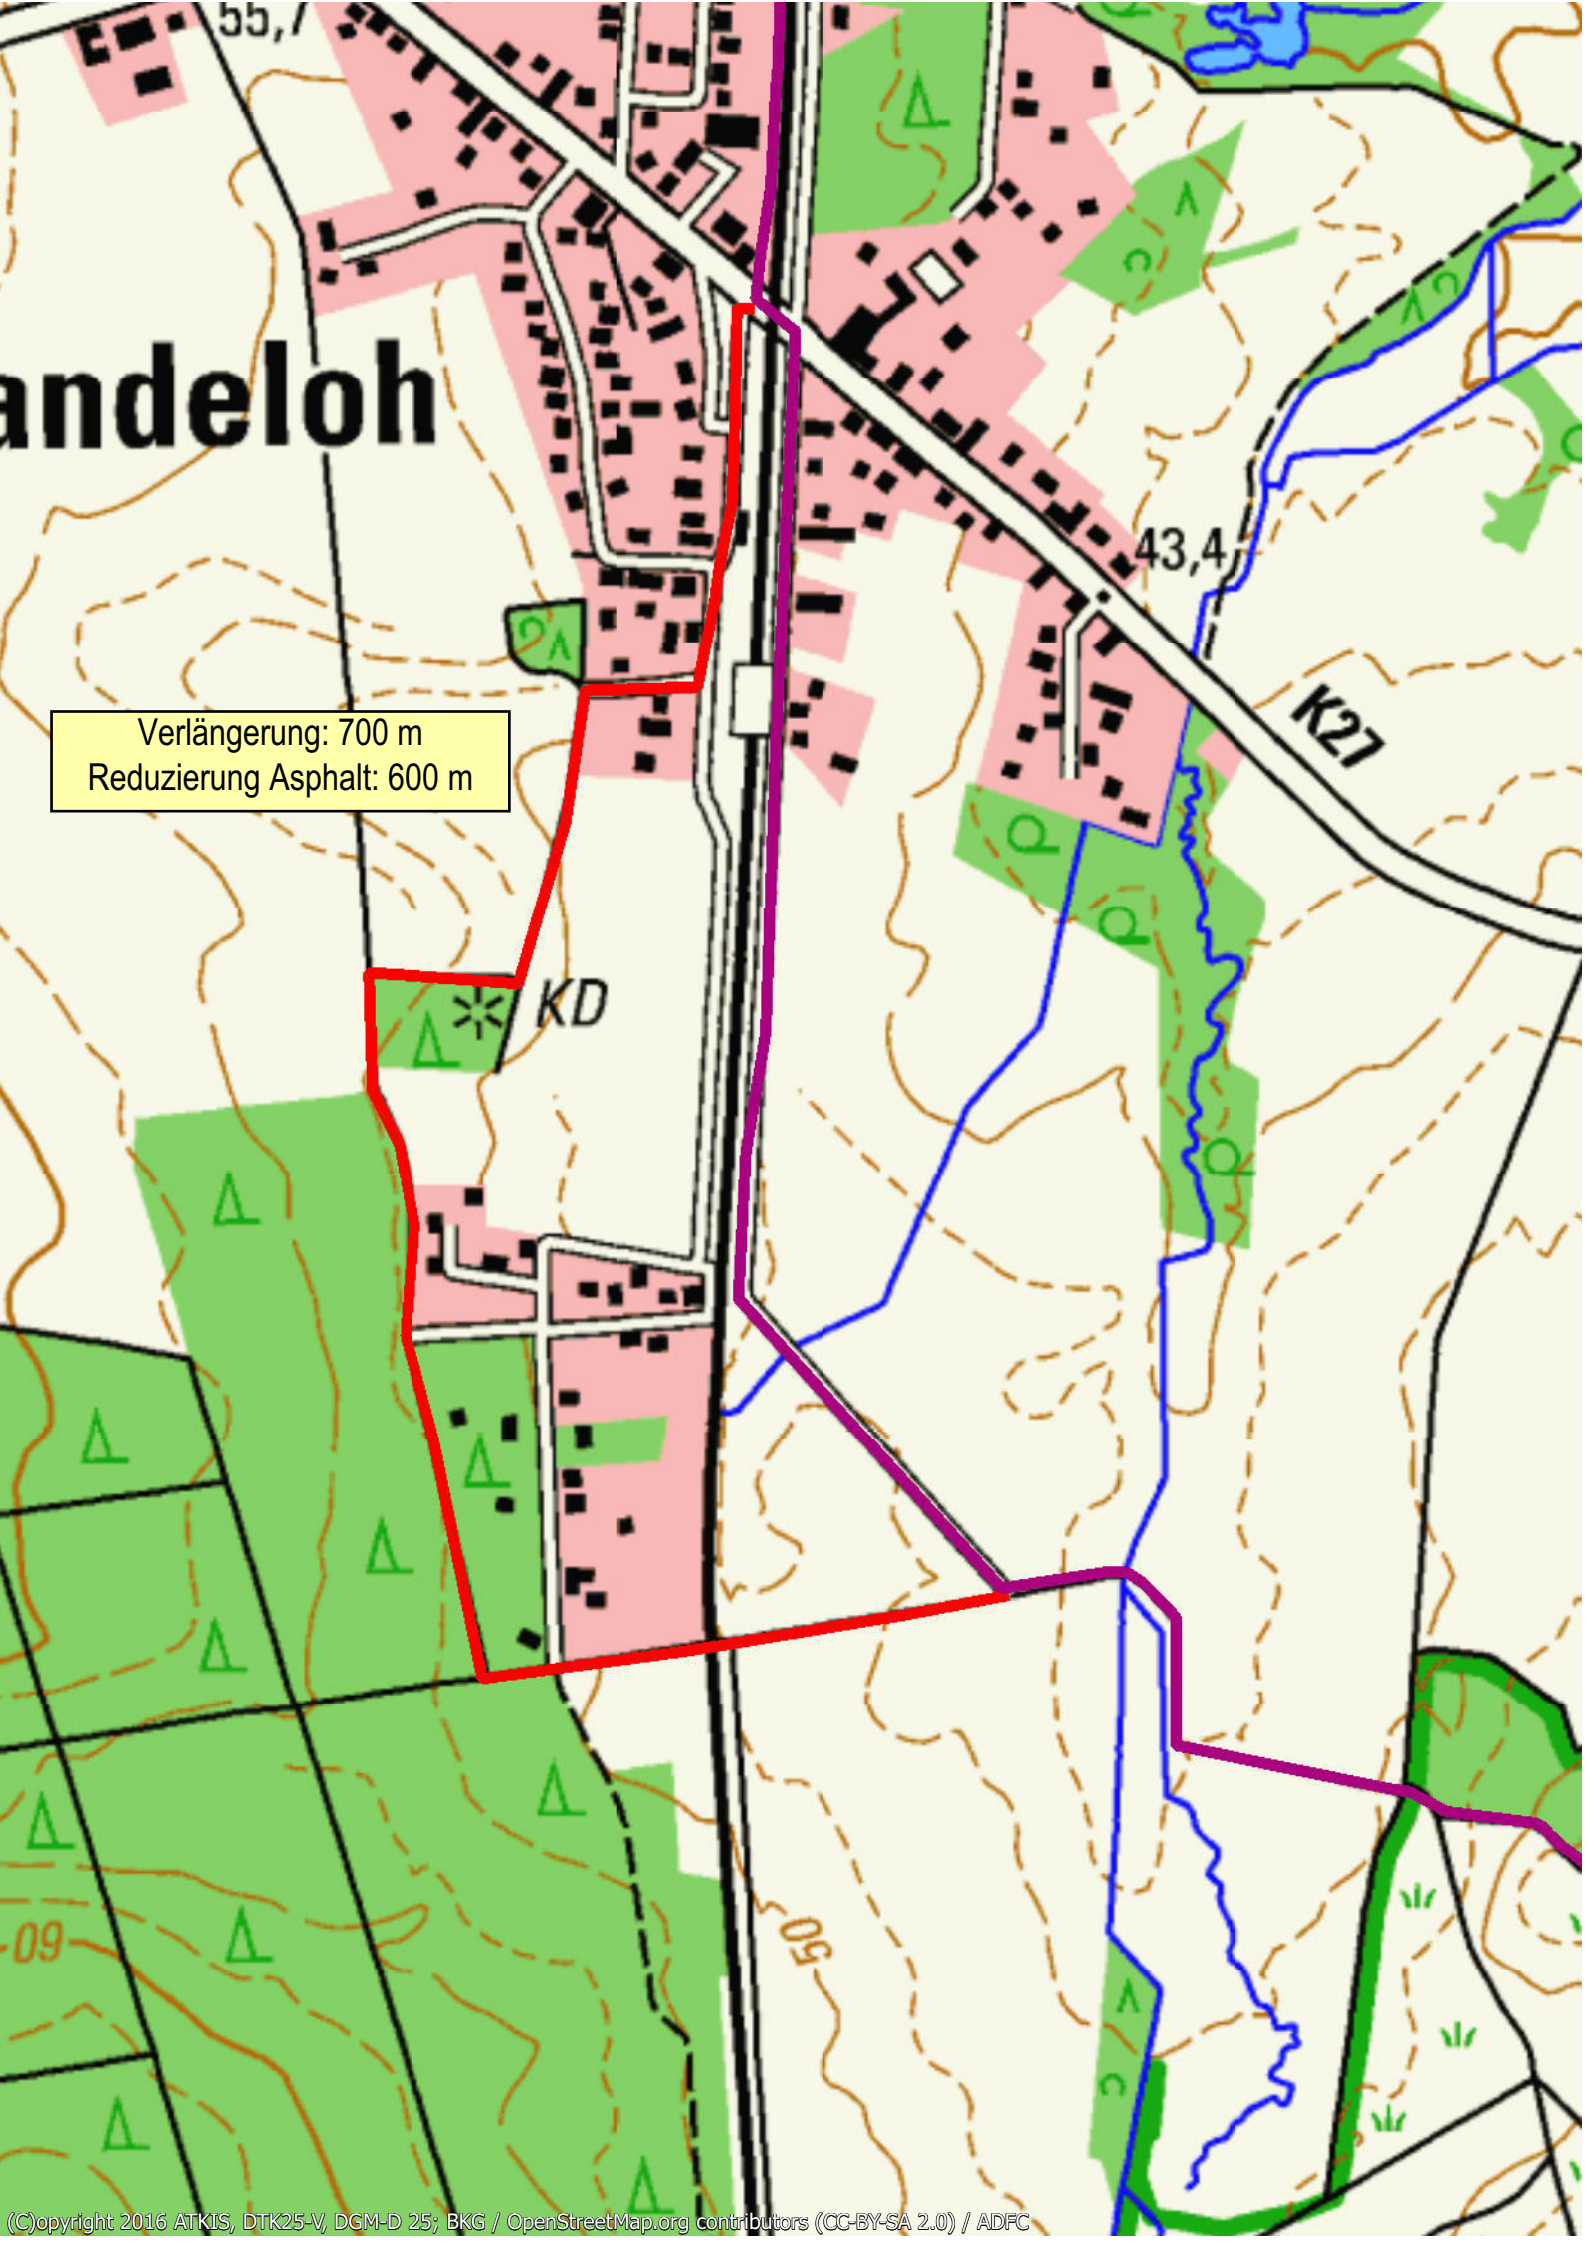 55,7
andeloh
43,4
K27
Verlängerung: 700 m
Reduzierung Asphalt: 600 m
KD
60
50
(C)opyright 2016 ATKIS, DTK25-V, DGM-D 25; BKG / OpenStreetMap.org contributors (CC-BY-SA 2.0) / ADFC